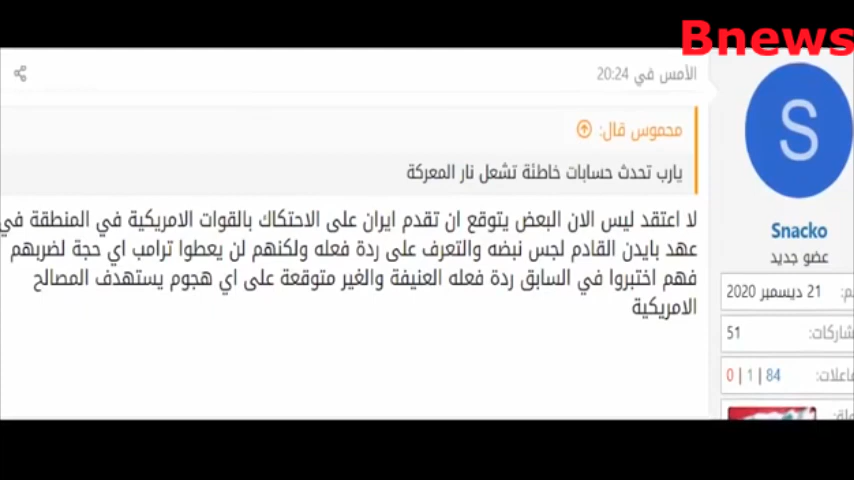 Bnews
الأمس في 20:24
محموس قال:
يارب تحدث حسابات خاطئة تشعل نار المعركة
لا اعتقد ليس الان البعض يتوقع ان تقدم ايران على الاحتكاك بالقوات الامريكية في المنطقة في
عهد بايدن القادم لجس نبضه والتعرف على ردة فعله ولكنهم لن يعطوا ترامب اي حجة لضربهم
فهم اختبروا في السابق ردة فعله العنيفة والغير متوقعة على اي هجوم يستهدف المصالح
الامريكية
S
Snacko
عضو جديد
21 ديسمبر 2020
51
0 | 1 | 84